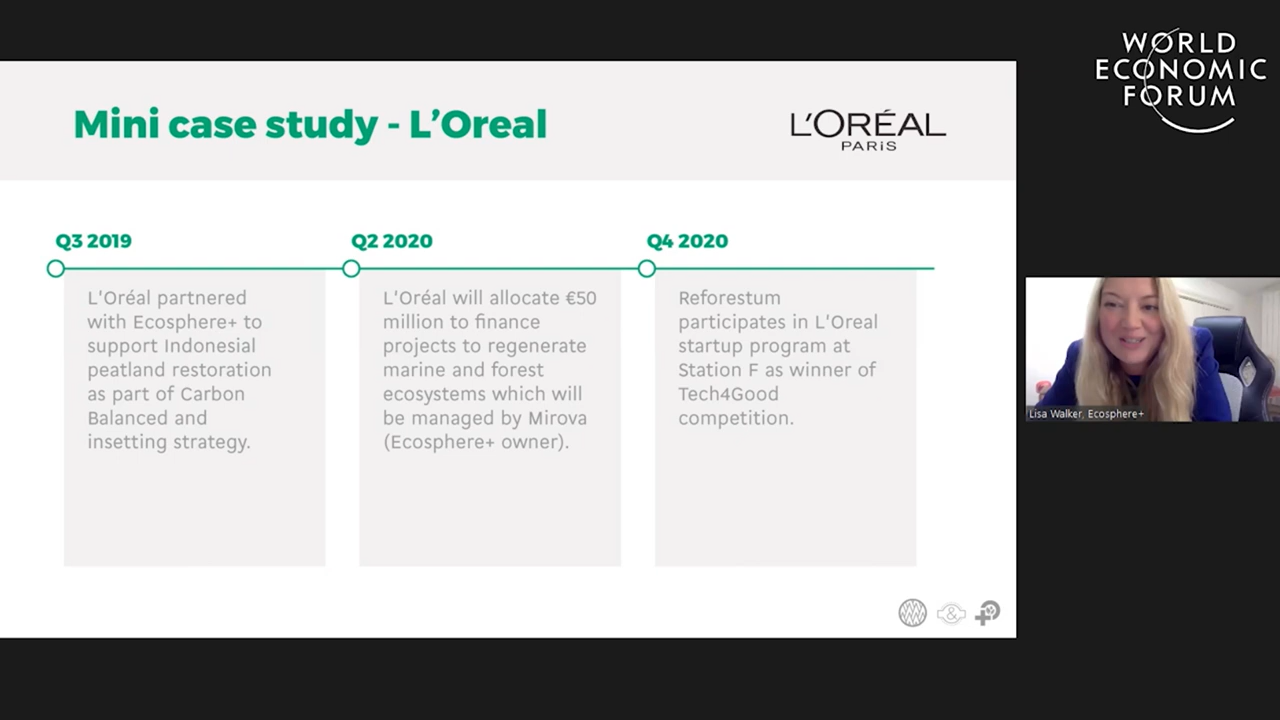 WORLD
ECONOMIC
FORUM
Mini case study - L'Oreal
L'ORÉAL
PARiS
Q3 2019
Q2 2020
Q4 2020
L'Oréal partnered
with Ecosphere+ to
support Indonesial
peatland restoration
as part of Carbon
Balanced and
insetting strategy.
L'Oréal will allocate €50
million to finance
projects to regenerate
marine and forest
ecosystems which will
be managed by Mirova
(Ecosphere+ owner).
Reforestum
participates in L'Oreal
startup program at
Station F as winner of
Tech4Good
competition.
&
Lisa Walker, Ecosphere+